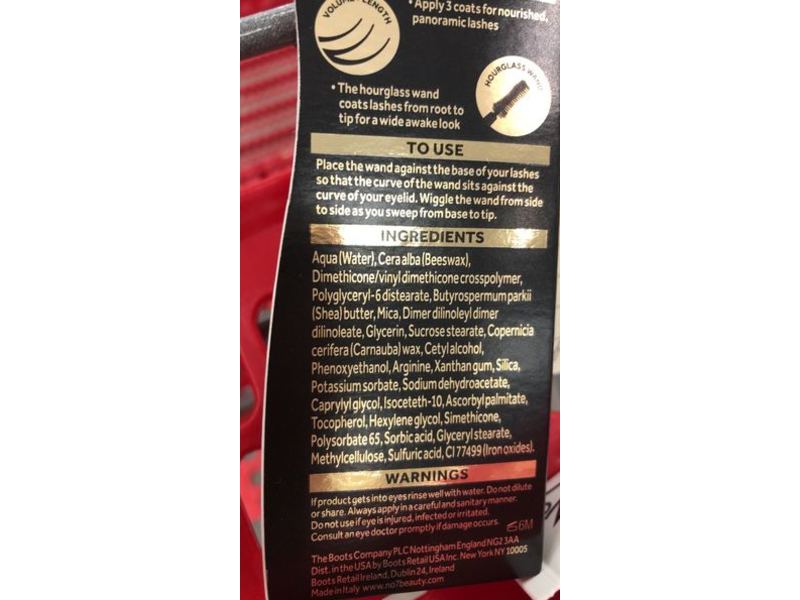 VOLUME + LENGTH
• Apply 3 coats for nourished,
panoramic lashes
HOURGLASS WAND
• The hourglass wand
coats lashes from root to
tip for a wide awake look
TO USE
Place the wand against the base of your lashes
so that the curve of the wand sits against the
curve of your eyelid. Wiggle the wand from side
to side as you sweep from base to tip.
INGREDIENTS
Aqua (Water), Cera alba (Beeswax),
Dimethicone/vinyl dimethicone crosspolymer,
Polyglyceryl-6 distearate, Butyrospermum parkii
(Shea) butter, Mica, Dimer dilinoleyl dimer
dilinoleate, Glycerin, Sucrose stearate, Copernicia
cerifera (Carnauba) wax, Cetyl alcohol,
Phenoxyethanol, Arginine, Xanthan gum, Silica,
Potassium sorbate, Sodium dehydroacetate,
Caprylyl glycol, Isoceteth-10, Ascorbyl palmitate,
Tocopherol, Hexylene glycol, Simethicone,
Polysorbate 65, Sorbic acid, Glyceryl stearate,
Methylcellulose, Sulfuric acid, CI 77499 (Iron oxides).
WARNINGS
If product gets into eyes rinse well with water. Do not dilute
or share. Always apply in a careful and sanitary manner.
Do not use if eye is injured, infected or irritated.
Consult an eye doctor promptly if damage occurs.
6M
The Boots Company PLC Nottingham England NG2 3AA
Dist. in the USA by Boots Retail USA Inc. New York NY 10005
Boots Retail Ireland, Dublin 24, Ireland
Made in Italy www.no7beauty.com